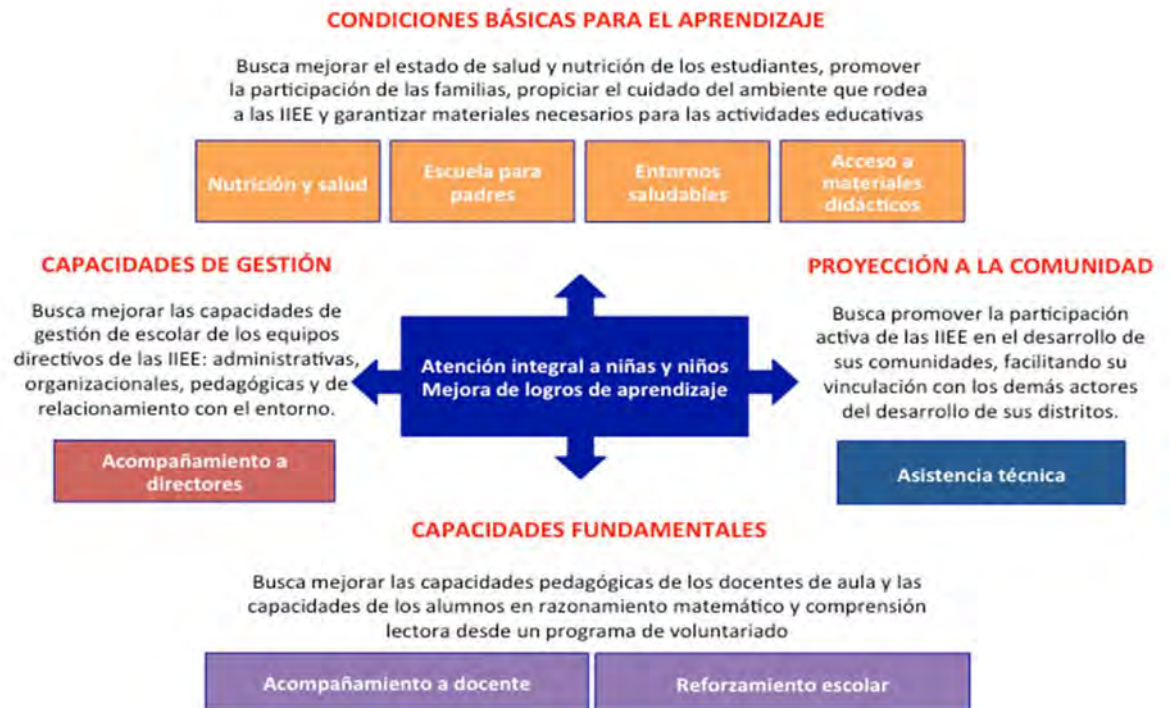 CONDICIONES BÁSICAS PARA EL APRENDIZAJE
Busca mejorar el estado de salud y nutrición de los estudiantes, promover
la participación de las familias, propiciar el cuidado del ambiente que rodea
a las IIEE y garantizar materiales necesarios para las actividades educativas
Nutrición y salud
Escuela para
padres
Entornos
saludables
Acceso a
materiales
didácticos
CAPACIDADES DE GESTIÓN
Busca mejorar las capacidades de
gestión de escolar de los equipos
directivos de las IIEE: administrativas,
organizacionales, pedagógicas y de
relacionamiento con el entorno.
Acompañamiento a
directores
Atención integral a niñas y niños
Mejora de logros de aprendizaje
PROYECCIÓN A LA COMUNIDAD
Busca promover la participación
activa de las IIEE en el desarrollo de
sus comunidades, facilitando su
vinculación con los demás actores
del desarrollo de sus distritos.
Asistencia técnica
CAPACIDADES FUNDAMENTALES
Busca mejorar las capacidades pedagógicas de los docentes de aula y las
capacidades de los alumnos en razonamiento matemático y comprensión
lectora desde un programa de voluntariado
Acompañamiento a docente
Reforzamiento escolar